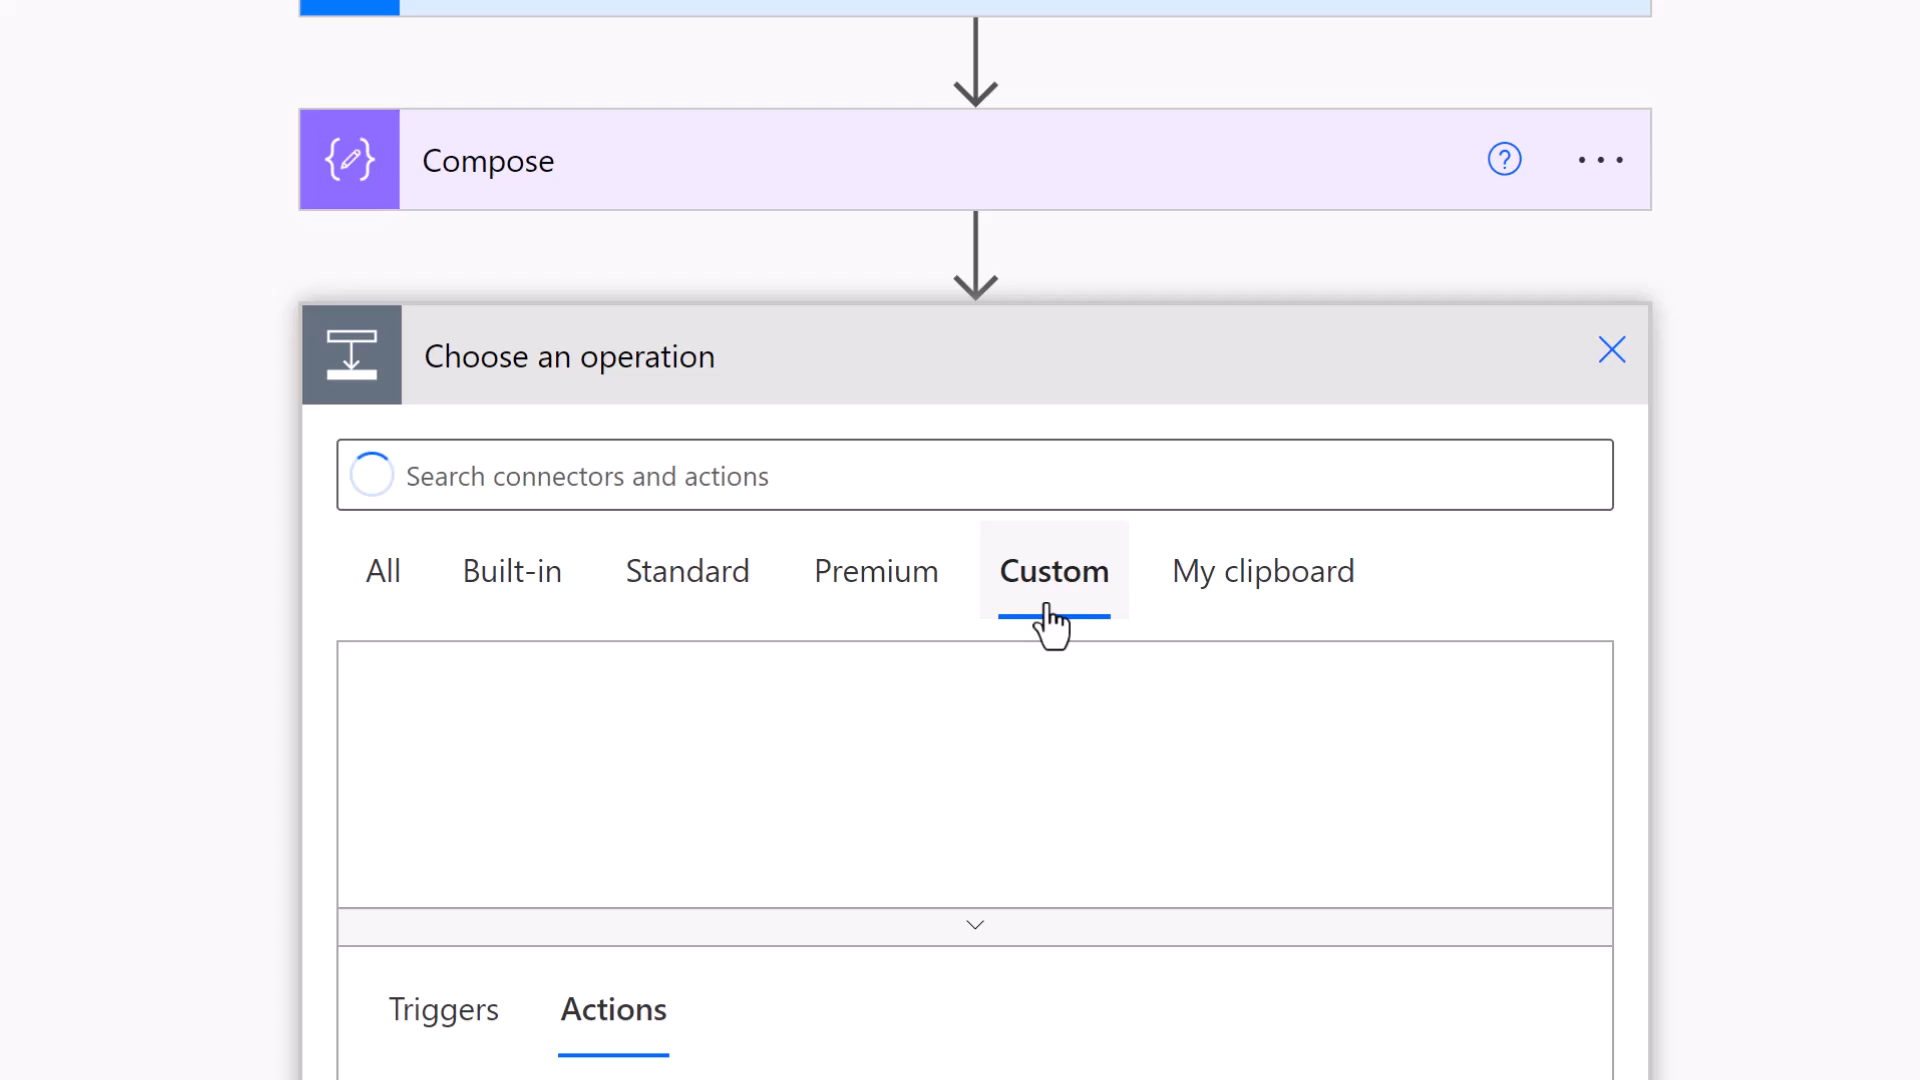 Compose
Choose an operation
Search connectors and actions
All Built-in Standard Premium Custom My clipboard
Triggers Actions